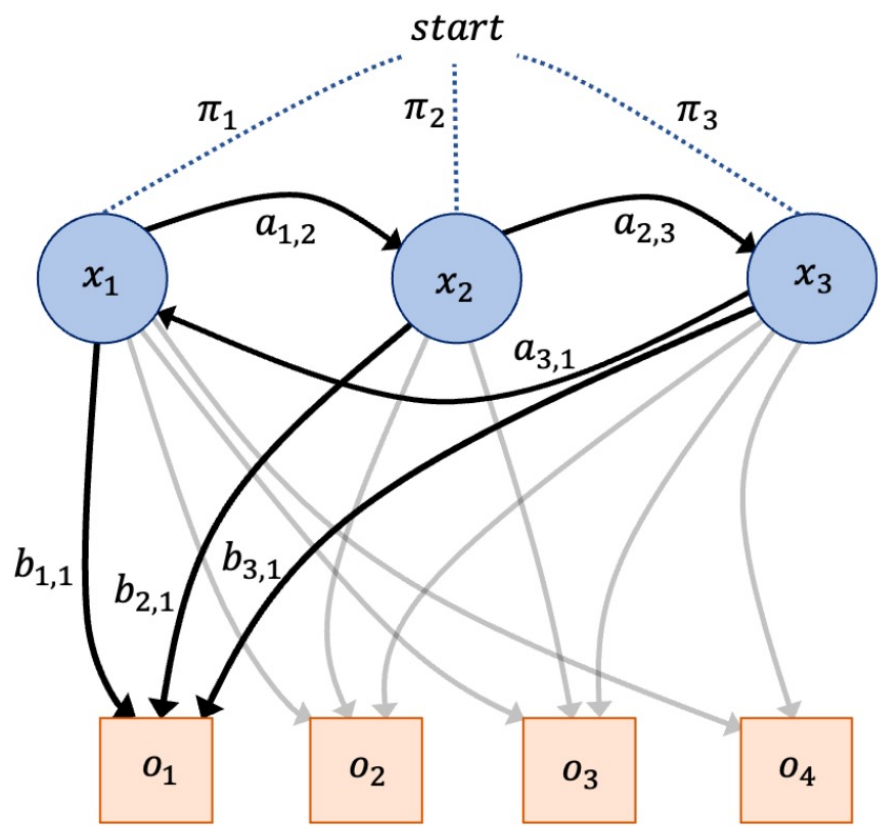 start
π₁
π₂
π₃
a₁,₂
a₂,₃
x₁
x₂
x₃
a₃,₁
b₁,₁
b₂,₁
b₃,₁
o₁
o₂
o₃
o₄